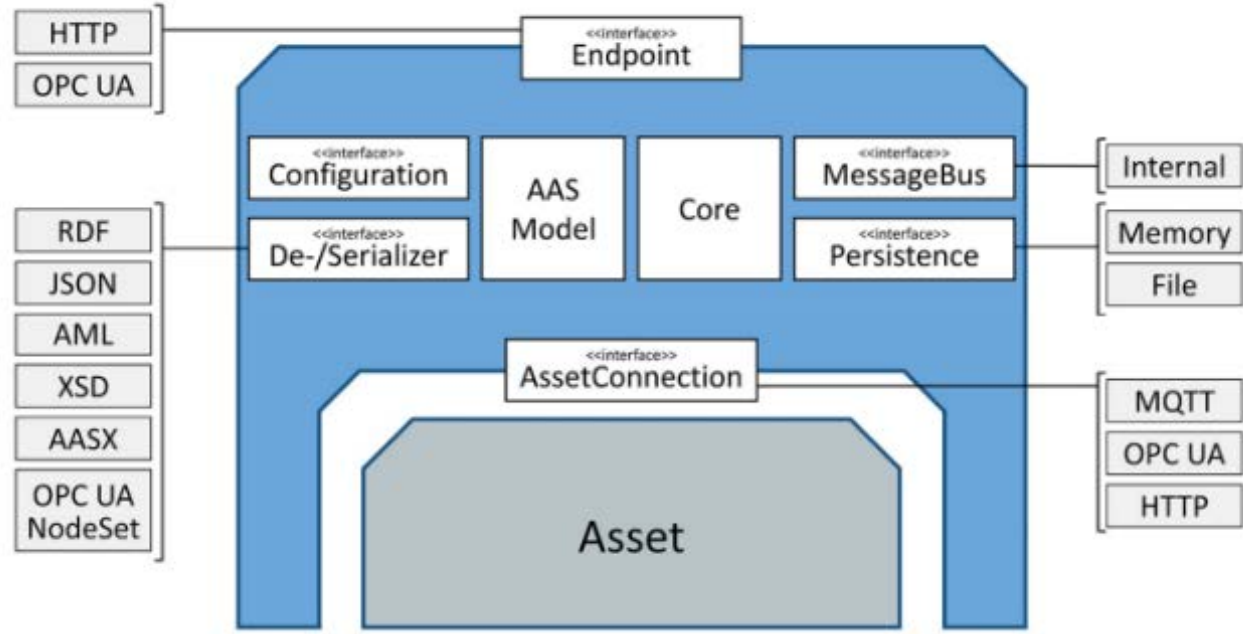 HTTP
OPC UA
<<interface>>
Endpoint
<<interface>>
Configuration
<<interface>>
De-/Serializer
AAS
Model
Core
<<interface>>
MessageBus
<<interface>>
Persistence
Internal
Memory
File
RDF
JSON
AML
XSD
AASX
OPC UA
NodeSet
<<interface>>
AssetConnection
MQTT
OPC UA
HTTP
Asset